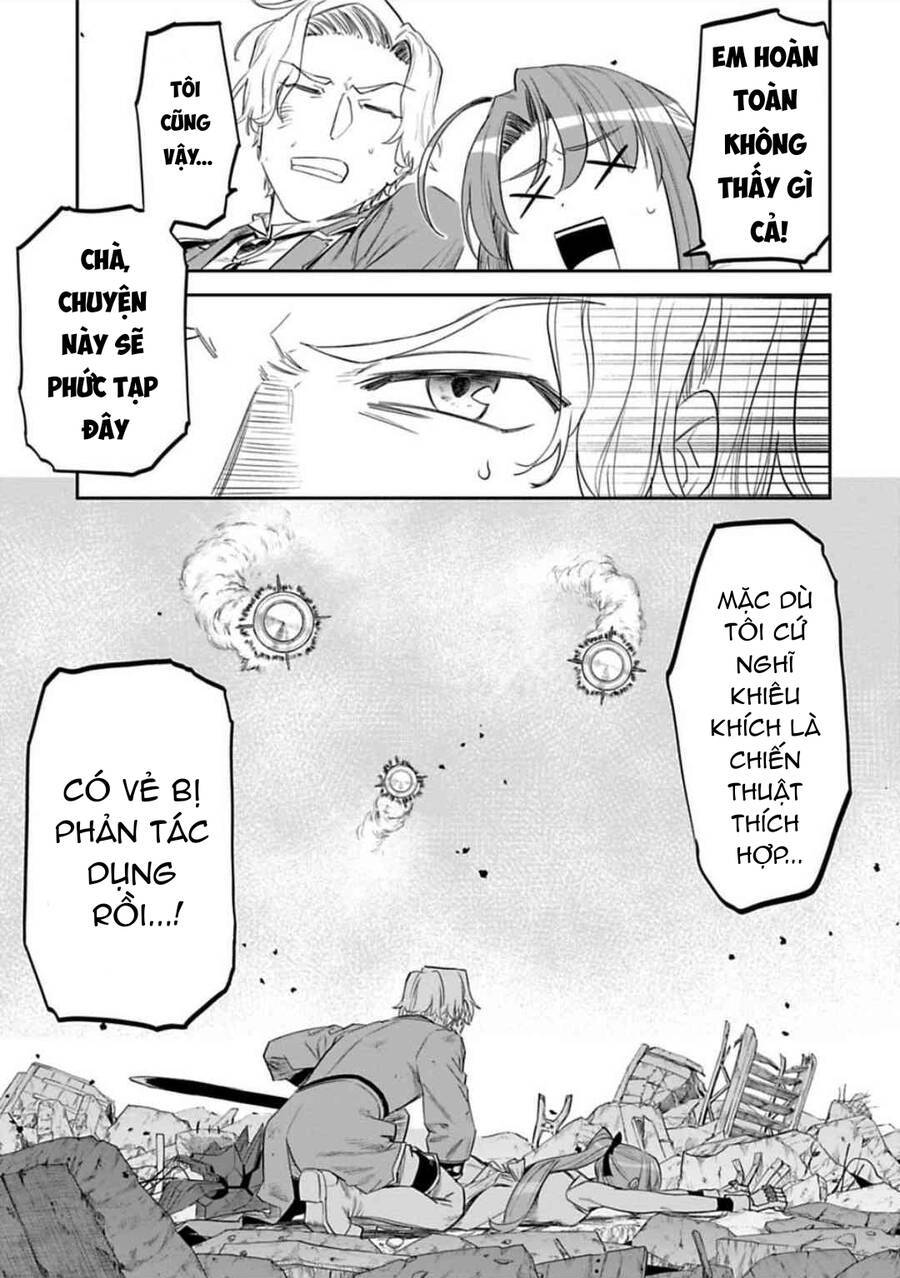 EM HOÀN
TOÀN
KHÔNG
THẤY GÌ
CẢ!
TÔI
CŨNG
VẬY...
CHÀ,
CHUYỆN
NÀY SẼ
PHỨC TẠP
ĐÂY
MẶC DÙ
TÔI CỨ
NGHĨ
KHIÊU
KHÍCH LÀ
CHIẾN
THUẬT
THÍCH
HỢP...
CÓ VẺ BỊ
PHẢN TÁC
DỤNG
RỒI...!